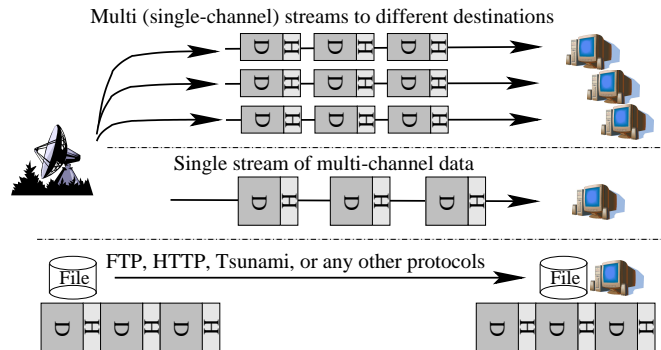 Multi (single-channel) streams to different destinations
D H D H D H
D H D H D H
D H D H D H
Single stream of multi-channel data
D H D H D H
FTP, HTTP, Tsunami, or any other protocols
File File
D H D H D H D H D H D H